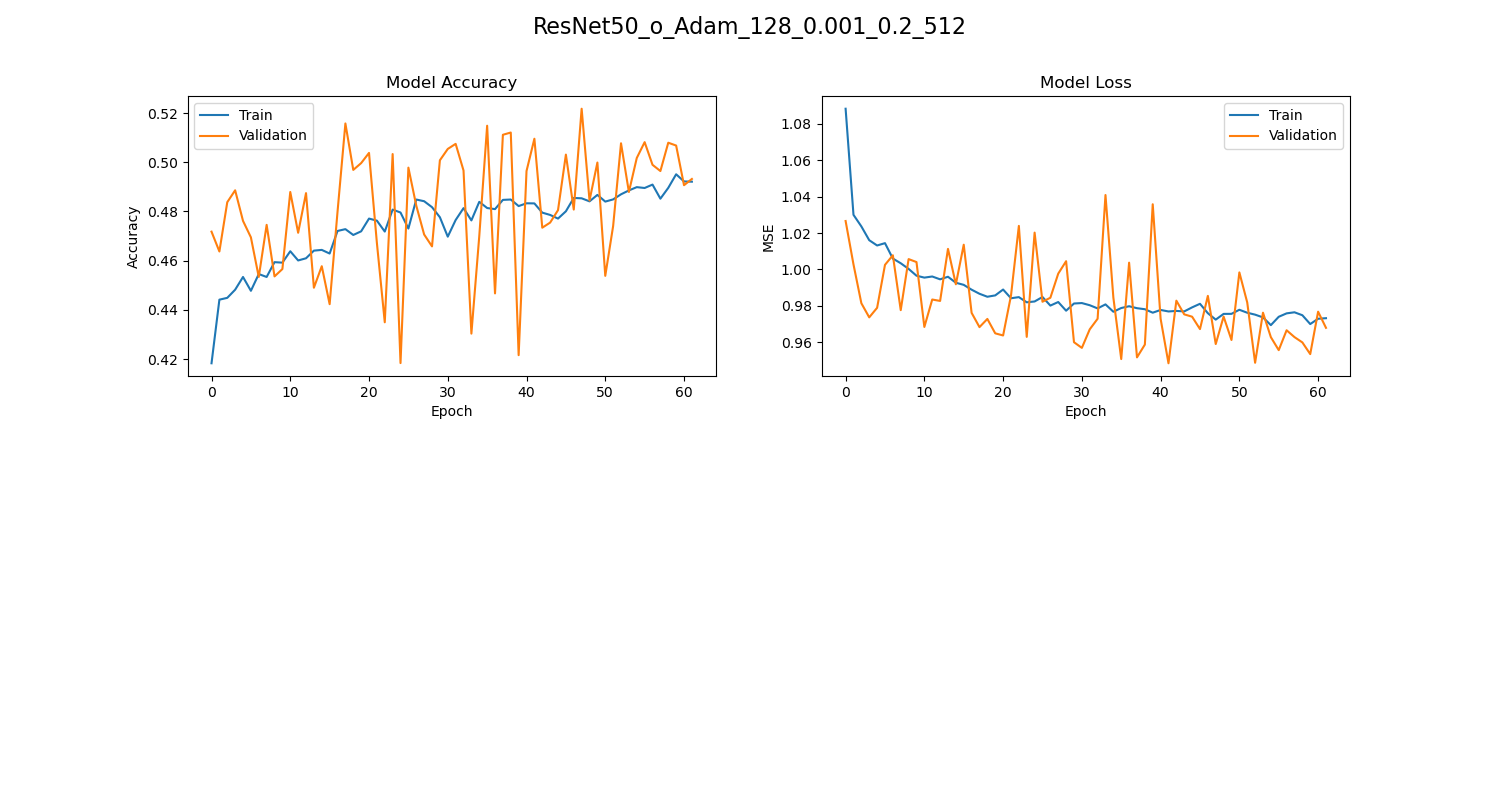 ResNet50_o_Adam_128_0.001_0.2_512
Model Accuracy
Train
Validation
0.52
0.50
0.48
0.46
0.44
0.42
Accuracy
0 10 20 30 40 50 60
Epoch
Model Loss
Train
Validation
1.08
1.06
1.04
1.02
1.00
0.98
0.96
MSE
0 10 20 30 40 50 60
Epoch